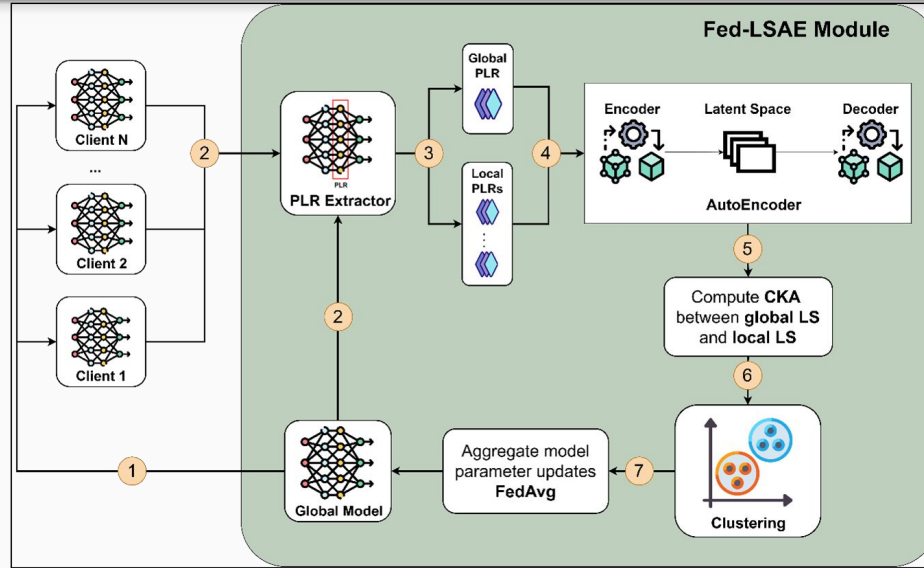 Fed-LSAE Module
Client N
...
Client 2
Client 1
2
PLR
PLR Extractor
3
Global
PLR
Local
PLRs
4
Encoder
Latent Space
Decoder
AutoEncoder
5
Compute CKA
between global LS
and local LS
6
Clustering
7
Aggregate model
parameter updates
FedAvg
Global Model
2
1